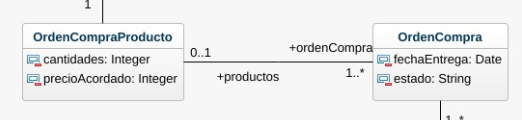 1
OrdenCompraProducto
cantidades: Integer
precioAcordado: Integer
0..1
+productos
+ordenCompra
1..*
OrdenCompra
fechaEntrega: Date
estado: String
1..*